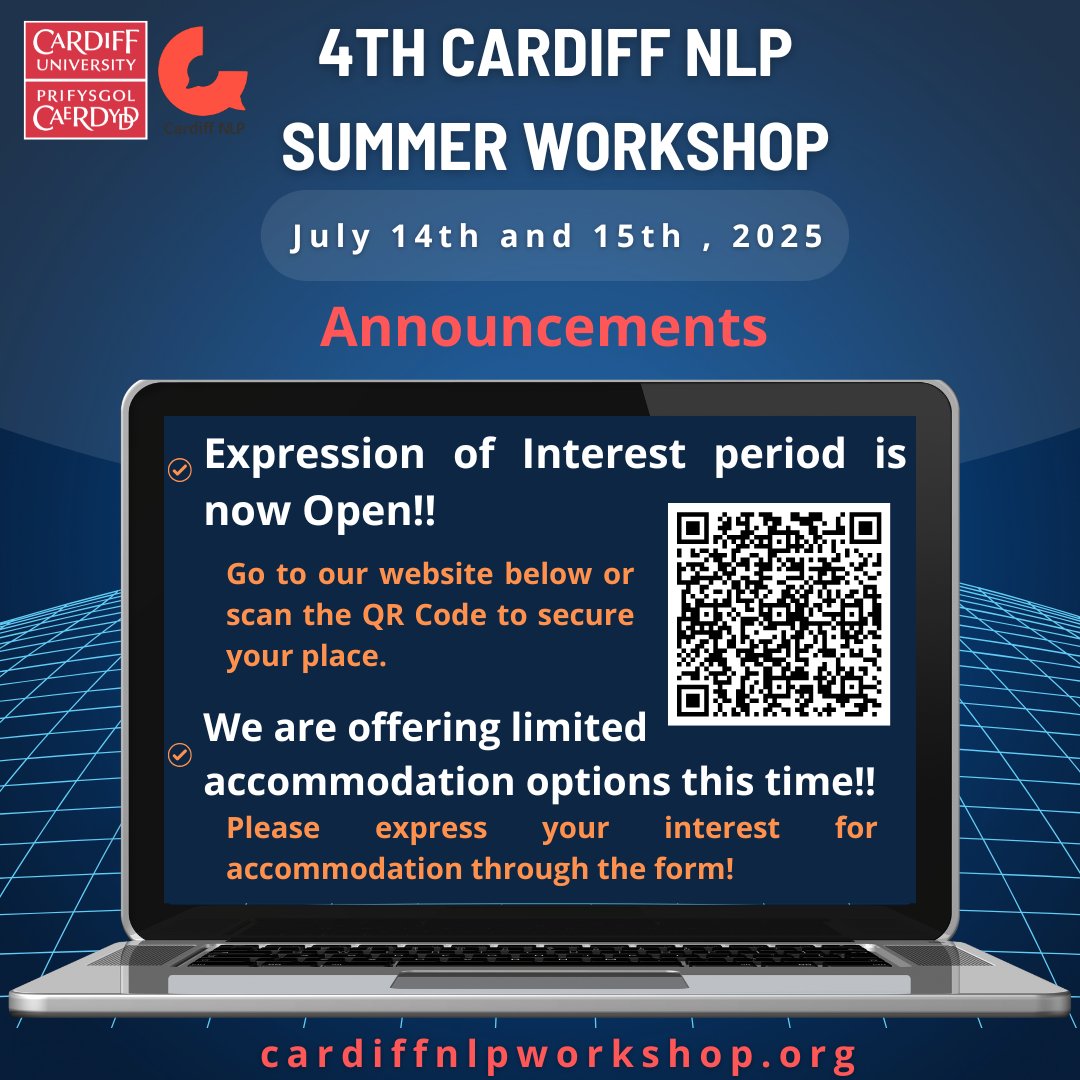 CARDIFF
UNIVERSITY
PRIFYSGOL
CAERDYDD
Cardiff NLP
4TH CARDIFF NLP
SUMMER WORKSHOP
July 14th and 15th , 2025
Announcements
Expression of Interest period is
now Open!!
Go to our website below or
scan the QR Code to secure
your place.
We are offering limited
accommodation options this time!!
Please express your interest for
accommodation through the form!
cardiffnlpworkshop.org